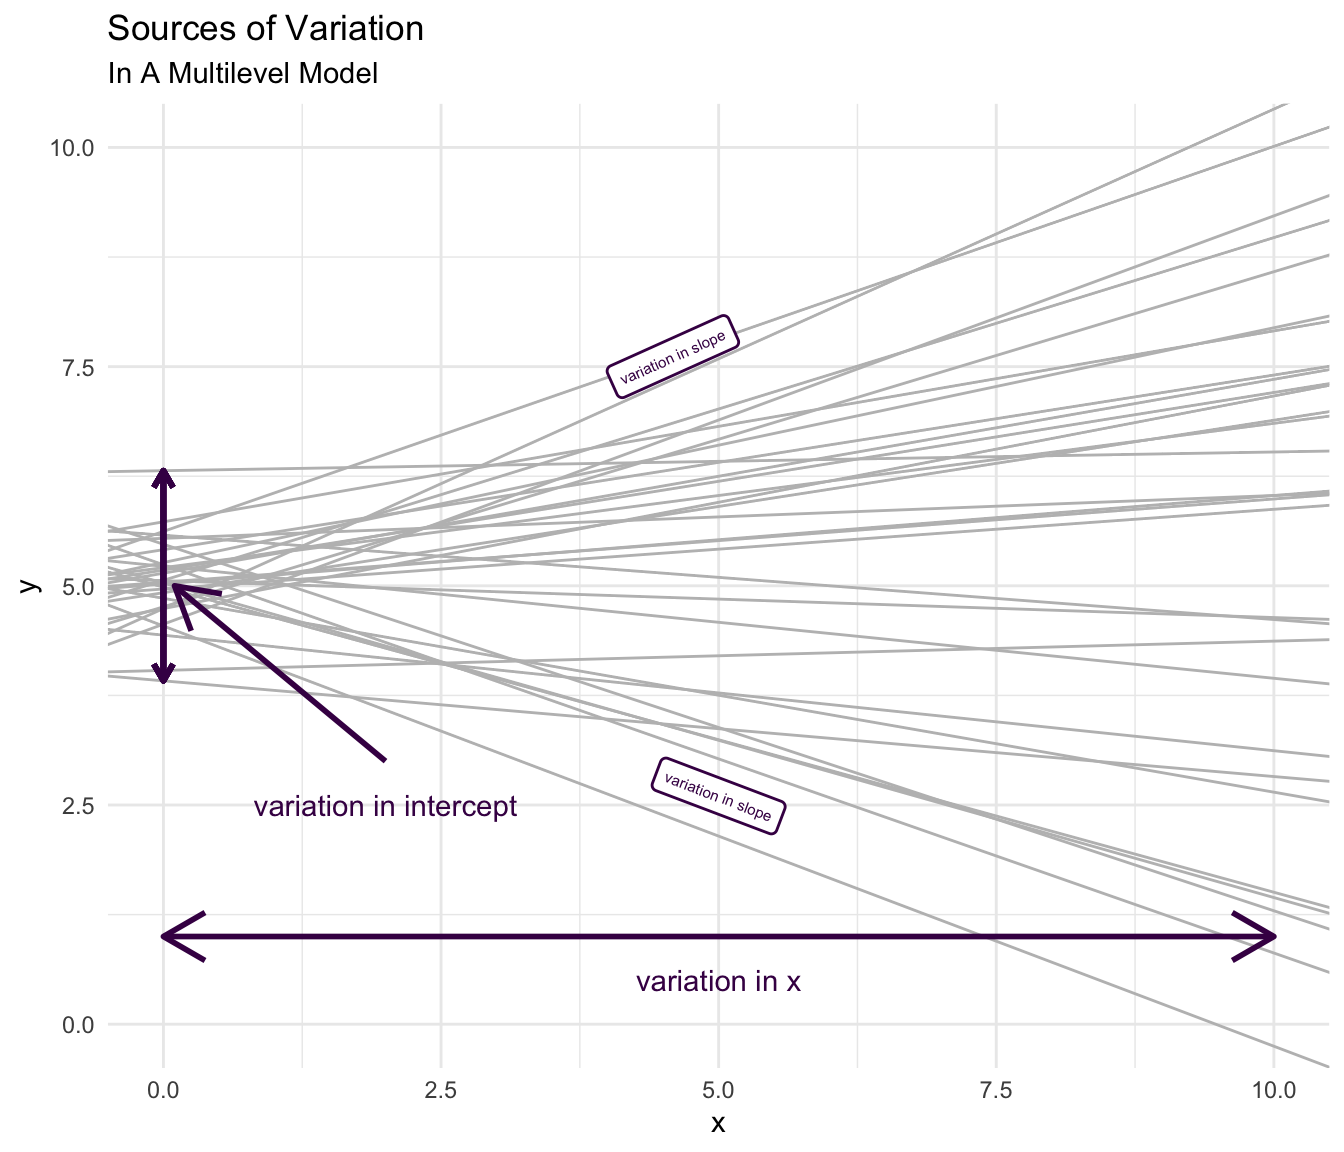 Sources of Variation
In A Multilevel Model
10.0
7.5
5.0
2.5
0.0
y
variation in slope
variation in slope
variation in intercept
variation in x
0.0
2.5
5.0
7.5
10.0
x